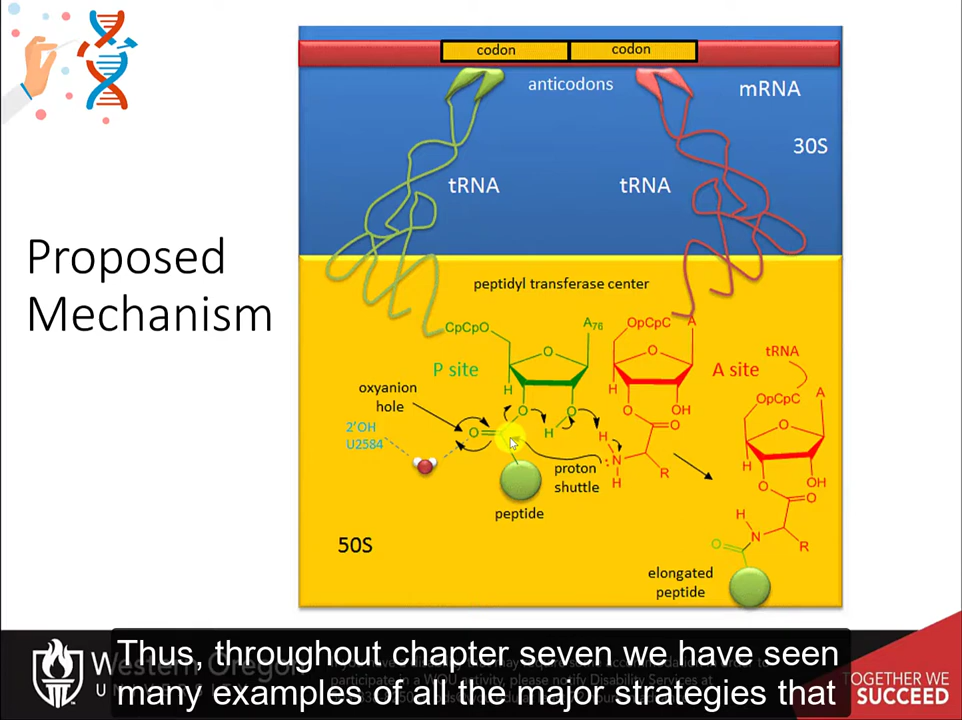 codon codon
anticodons
mRNA
30S
tRNA tRNA
Proposed
Mechanism
peptidyl transferase center
CpCpO A76 OpCpC A
O O
P site A site
tRNA
oxyanion
hole
H H
OpCpC A
O O O OH
2'OH
U2584
O H H O
O
N
proton
shuttle
H R
H OH
O
peptide
H O
N
R
O
50S
elongated
peptide
Thus, throughout chapter seven we have seen
many examples of all the major strategies that
TOGETHER WE
SUCCEED